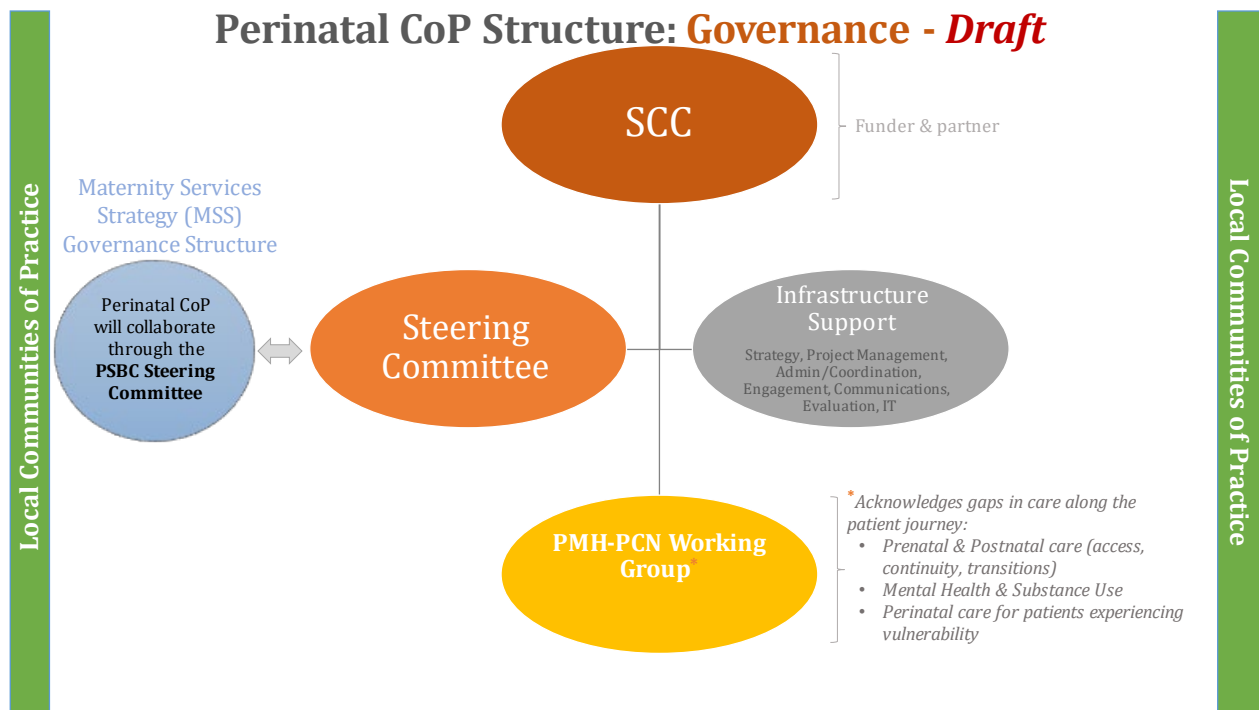 Perinatal CoP Structure: Governance - Draft
Local Communities of Practice
SCC
Funder & partner
Maternity Services
Strategy (MSS)
Governance Structure
Perinatal CoP
will collaborate
through the
PSBC Steering
Committee
Steering
Committee
Infrastructure
Support
Strategy, Project Management,
Admin/Coordination,
Engagement, Communications,
Evaluation, IT
PMH-PCN Working
Group*
*Acknowledges gaps in care along the
patient journey:
• Prenatal & Postnatal care (access,
continuity, transitions)
• Mental Health & Substance Use
• Perinatal care for patients experiencing
vulnerability
Local Communities of Practice